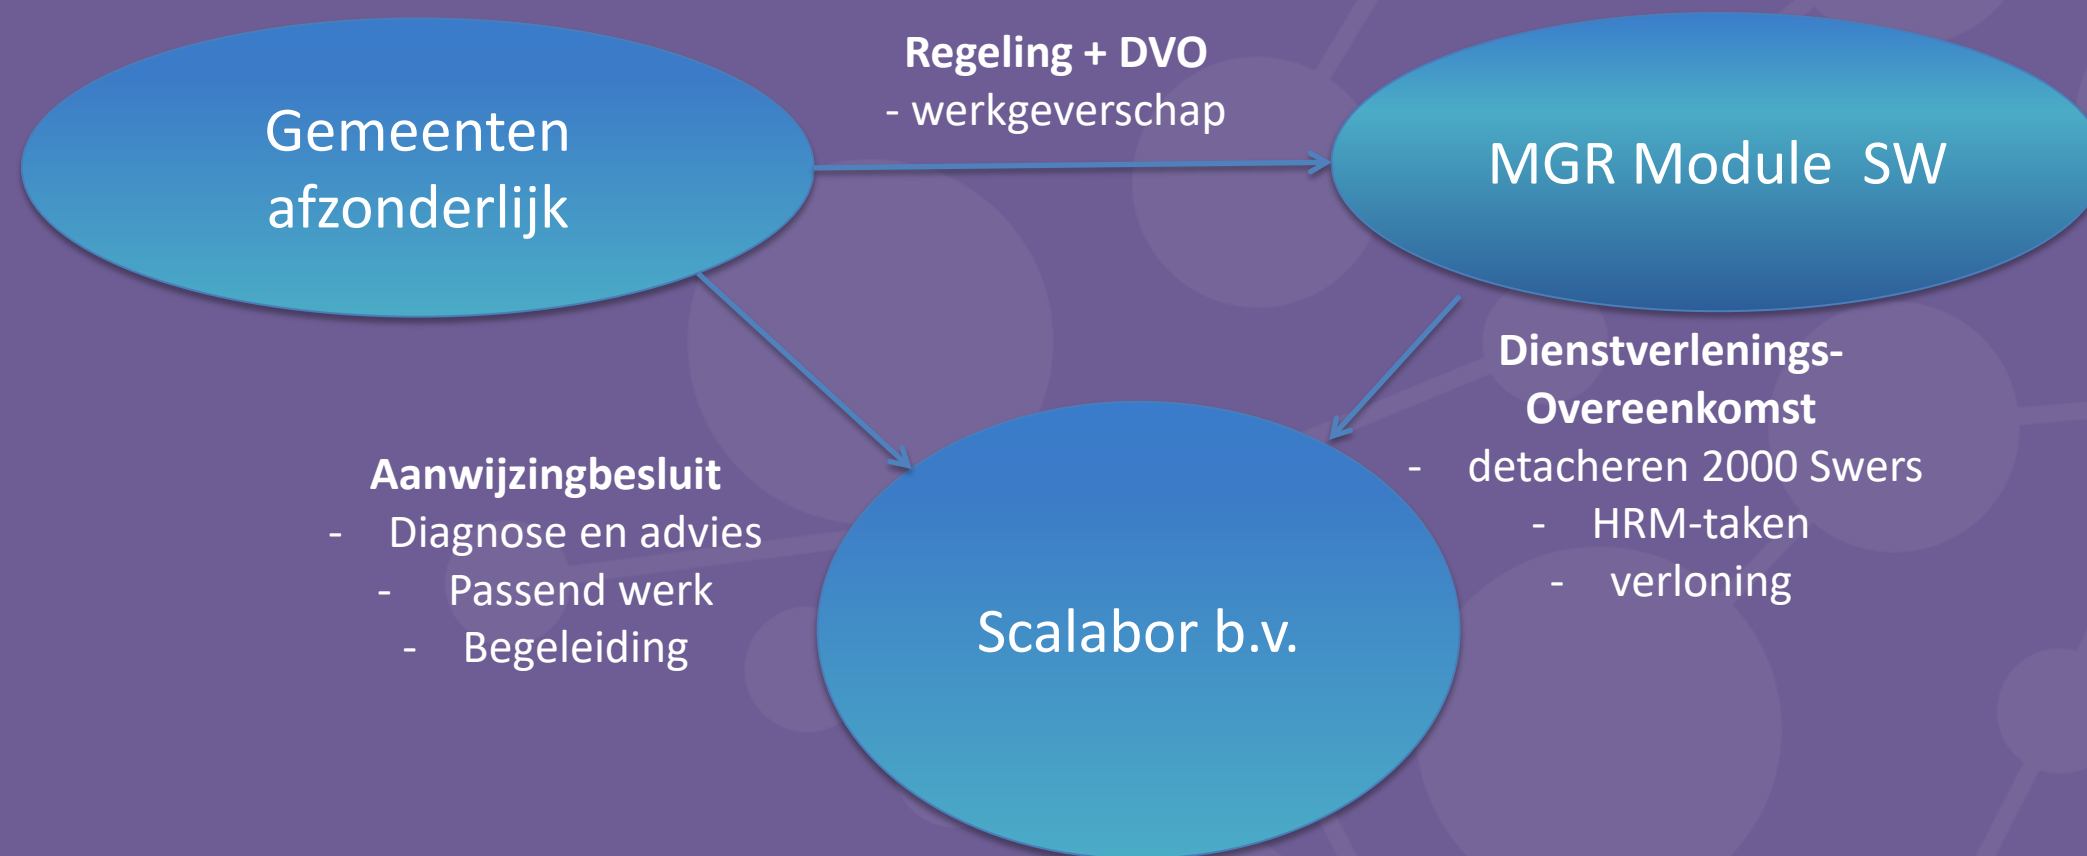 Gemeenten
afzonderlijk
Regeling + DVO
- werkgeverschap
MGR Module  SW
Aanwijzingbesluit
- Diagnose en advies
- Passend werk
- Begeleiding
Scalabor b.v.
Dienstverlenings-
Overeenkomst
- detacheren 2000 Swers
- HRM-taken
- verloning